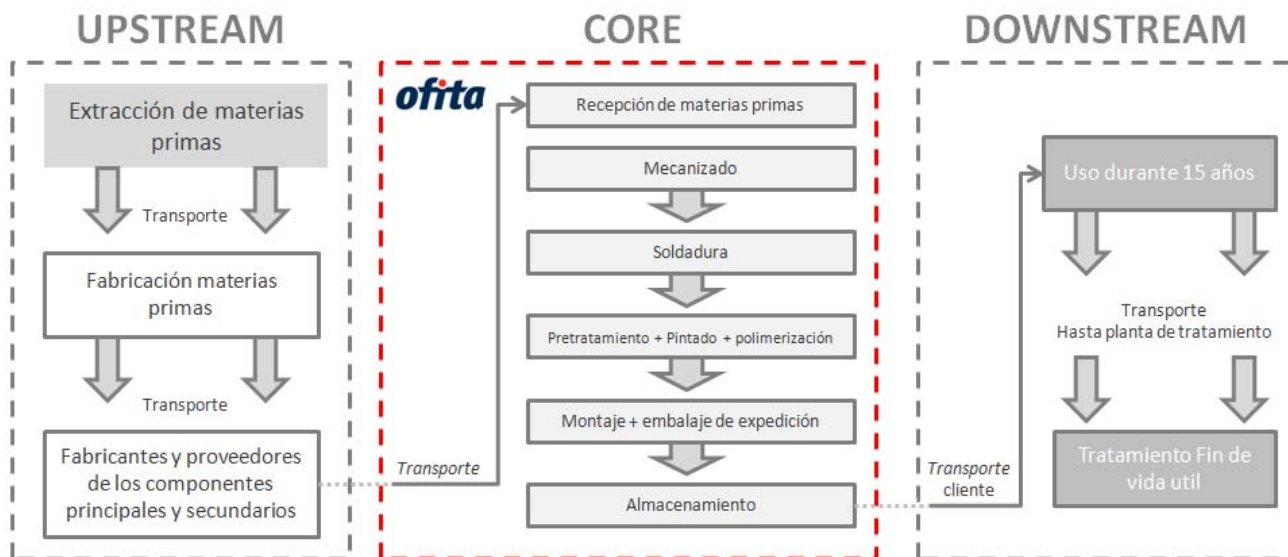 UPSTREAM
Extracción de materias
primas
Transporte
Fabricación materias
primas
Transporte
Fabricantes y proveedores
de los componentes
principales y secundarios
Transporte
CORE
ofita
Recepción de materias primas
Mecanizado
Soldadura
Pretratamiento + Pintado + polimerización
Montaje + embalaje de expedición
Almacenamiento
Transporte
cliente
DOWNSTREAM
Uso durante 15 años
Transporte
Hasta planta de tratamiento
Tratamiento Fin de
vida util